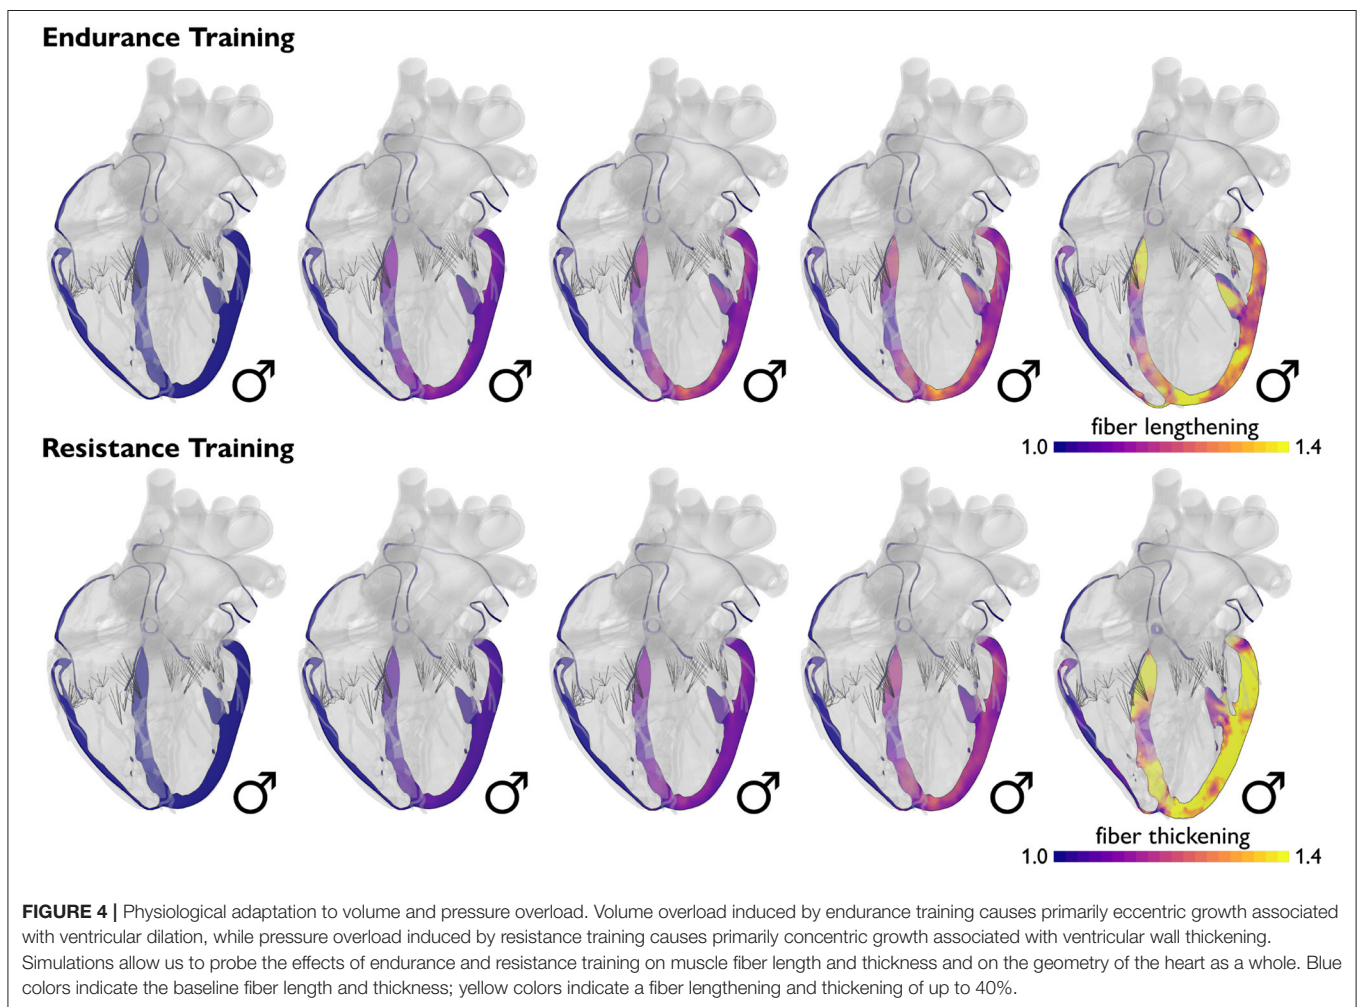 Endurance Training
fiber lengthening
1.0 1.4
Resistance Training
fiber thickening
1.0 1.4
FIGURE 4 | Physiological adaptation to volume and pressure overload. Volume overload induced by endurance training causes primarily eccentric growth associated
with ventricular dilation, while pressure overload induced by resistance training causes primarily concentric growth associated with ventricular wall thickening.
Simulations allow us to probe the effects of endurance and resistance training on muscle fiber length and thickness and on the geometry of the heart as a whole. Blue
colors indicate the baseline fiber length and thickness; yellow colors indicate a fiber lengthening and thickening of up to 40%.